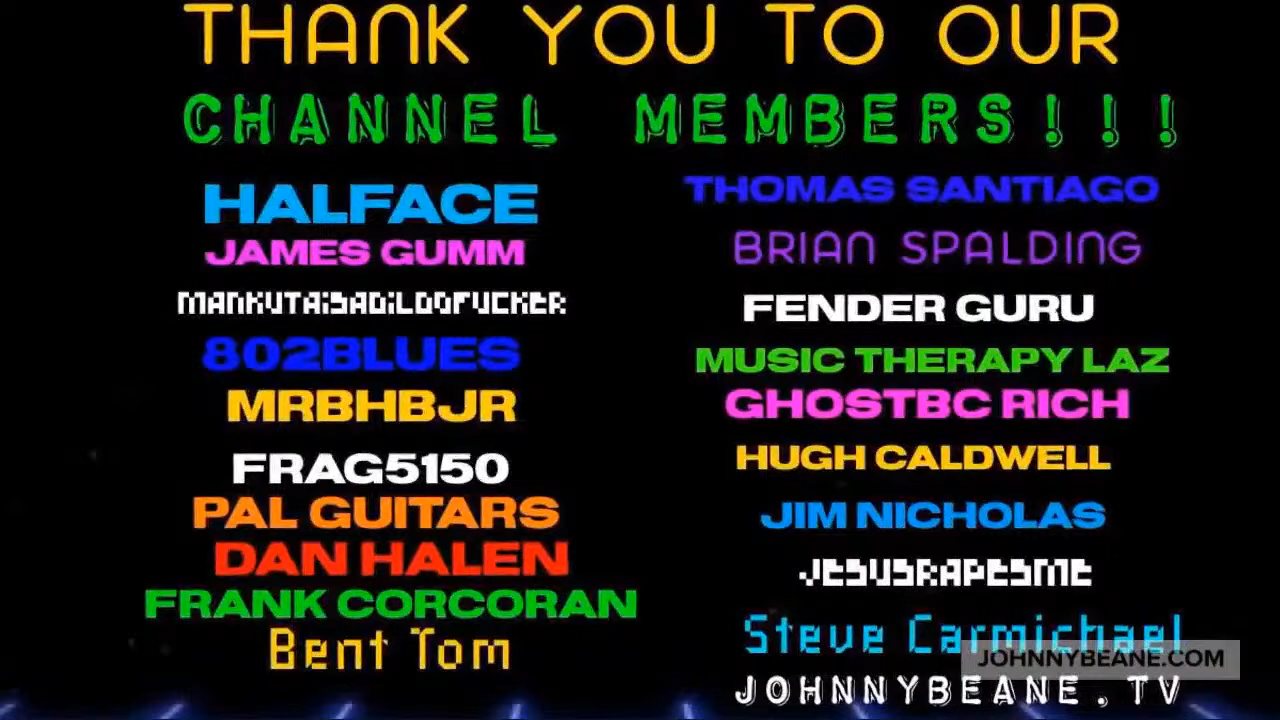 THANK YOU TO OUR
CHANNEL MEMBERS!!!
HALFACE
JAMES GUMM
MANKUTAISADILDOFUCKER
802BLUES
MRBHBJR
FRAG5150
PAL GUITARS
DAN HALEN
FRANK CORCORAN
Bent Tom
THOMAS SANTIAGO
BRIAN SPALDING
FENDER GURU
MUSIC THERAPY LAZ
GHOSTBC RICH
HUGH CALDWELL
JIM NICHOLAS
JESUSRAPESME
Steve Carmichael
JOHNNYBEANE.COM
JOHNNYBEANE.TV